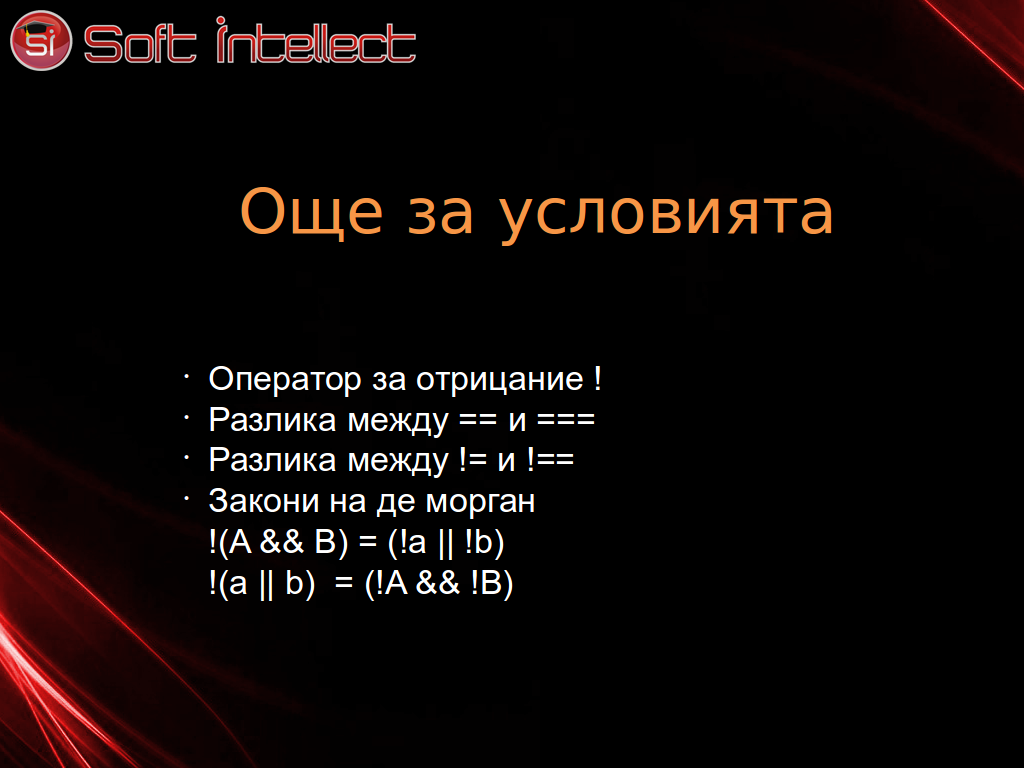 Si Soft intellect
Още за условията
· Оператор за отрицание !
· Разлика между == и ===
· Разлика между != и !==
· Закони на де морган
!(A && B) = (!a || !b)
!(a || b)  = (!A && !B)